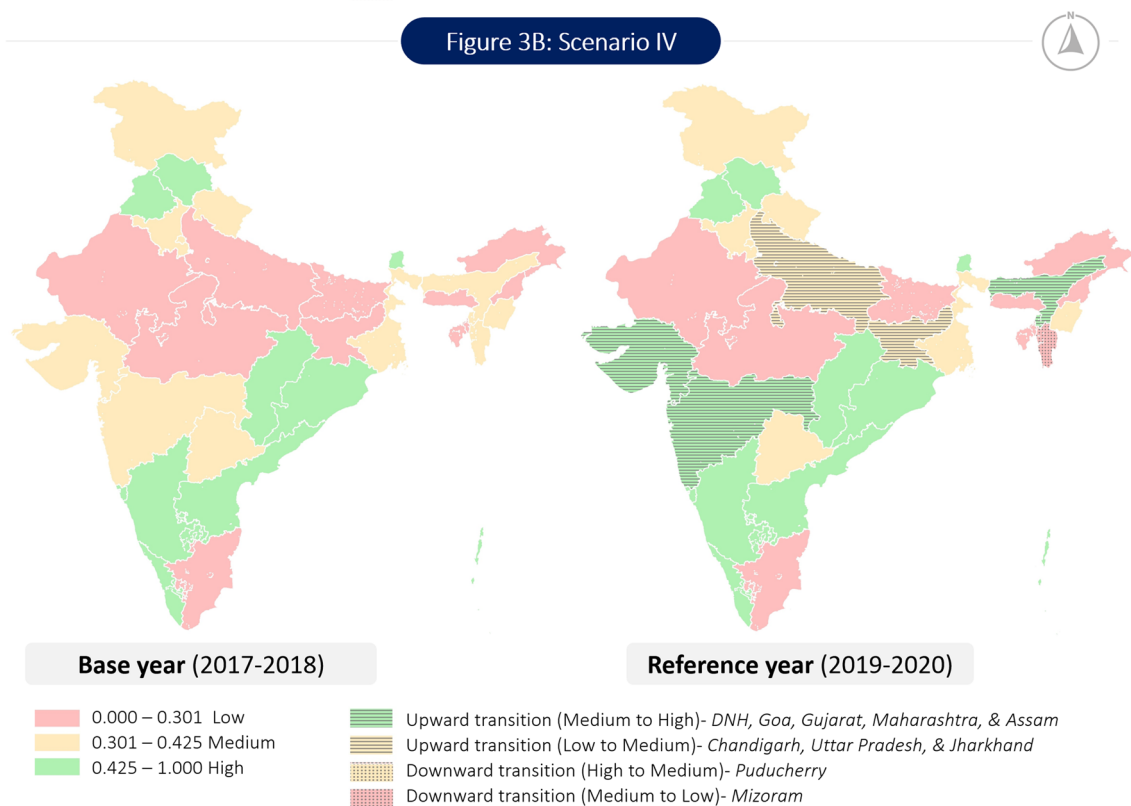 Figure 3B: Scenario IV
N
Base year (2017-2018)
Reference year (2019-2020)
0.000 – 0.301 Low
0.301 – 0.425 Medium
0.425 – 1.000 High
Upward transition (Medium to High)- DNH, Goa, Gujarat, Maharashtra, & Assam
Upward transition (Low to Medium)- Chandigarh, Uttar Pradesh, & Jharkhand
Downward transition (High to Medium)- Puducherry
Downward transition (Medium to Low)- Mizoram